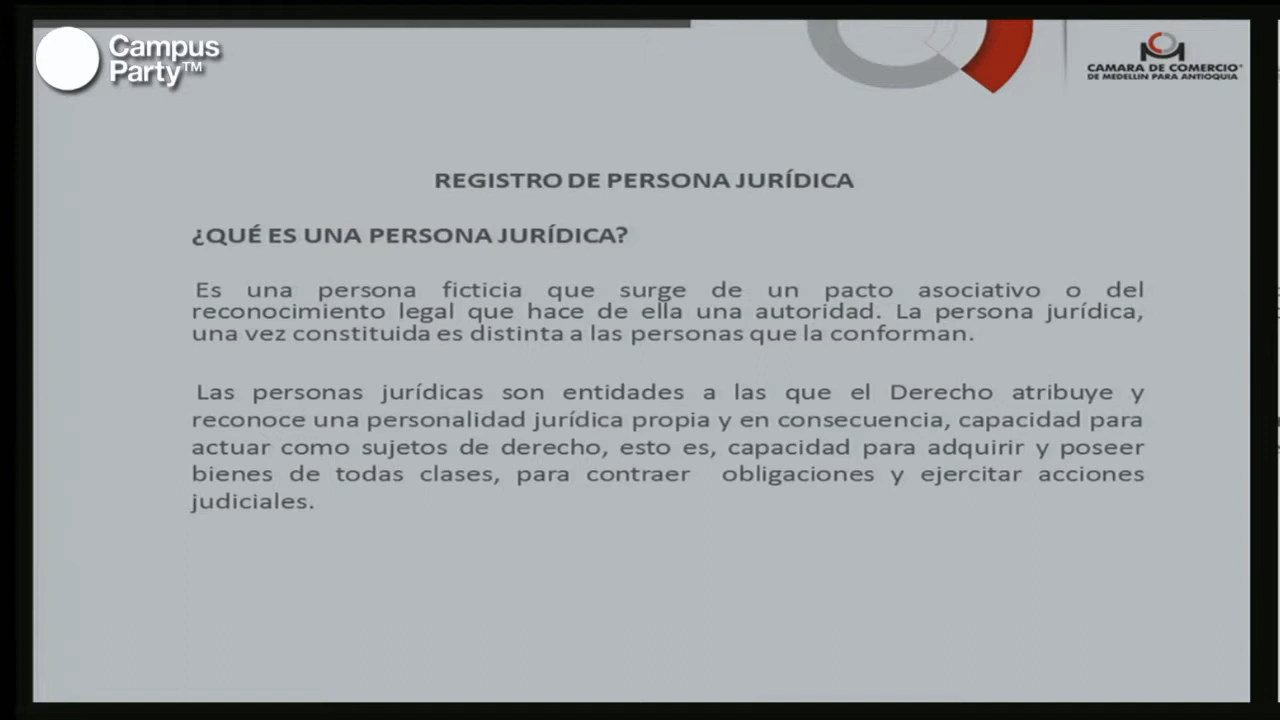 Campus
Party™
CAMARA DE COMERCIO®
DE MEDELLIN PARA ANTIOQUIA
REGISTRO DE PERSONA JURÍDICA
¿QUÉ ES UNA PERSONA JURÍDICA?
Es una persona ficticia que surge de un pacto asociativo o del
reconocimiento legal que hace de ella una autoridad. La persona jurídica,
una vez constituida es distinta a las personas que la conforman.
Las personas jurídicas son entidades a las que el Derecho atribuye y
reconoce una personalidad jurídica propia y en consecuencia, capacidad para
actuar como sujetos de derecho, esto es, capacidad para adquirir y poseer
bienes de todas clases, para contraer obligaciones y ejercitar acciones
judiciales.